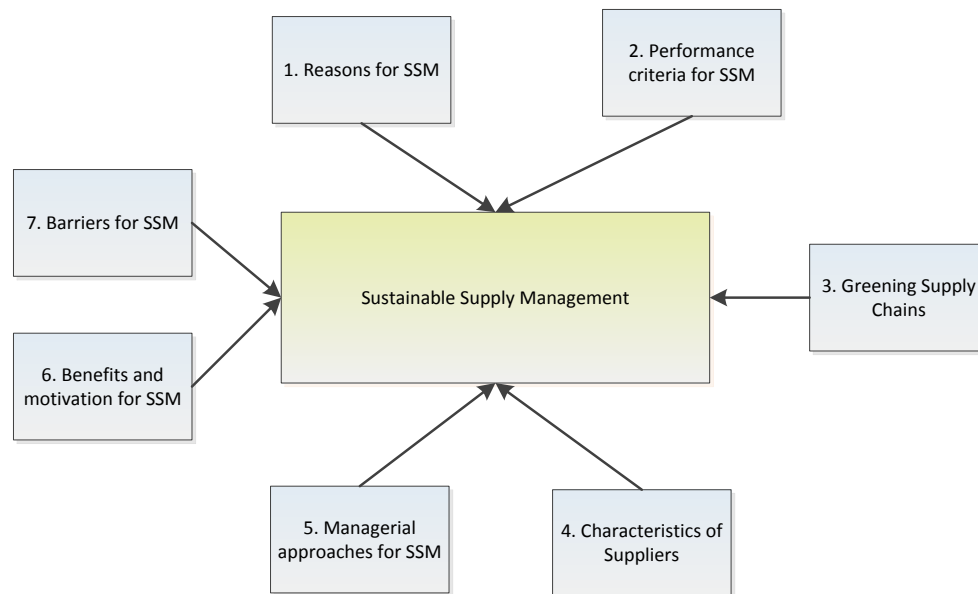 1. Reasons for SSM
2. Performance
criteria for SSM
7. Barriers for SSM
Sustainable Supply Management
3. Greening Supply
Chains
6. Benefits and
motivation for SSM
5. Managerial
approaches for SSM
4. Characteristics of
Suppliers